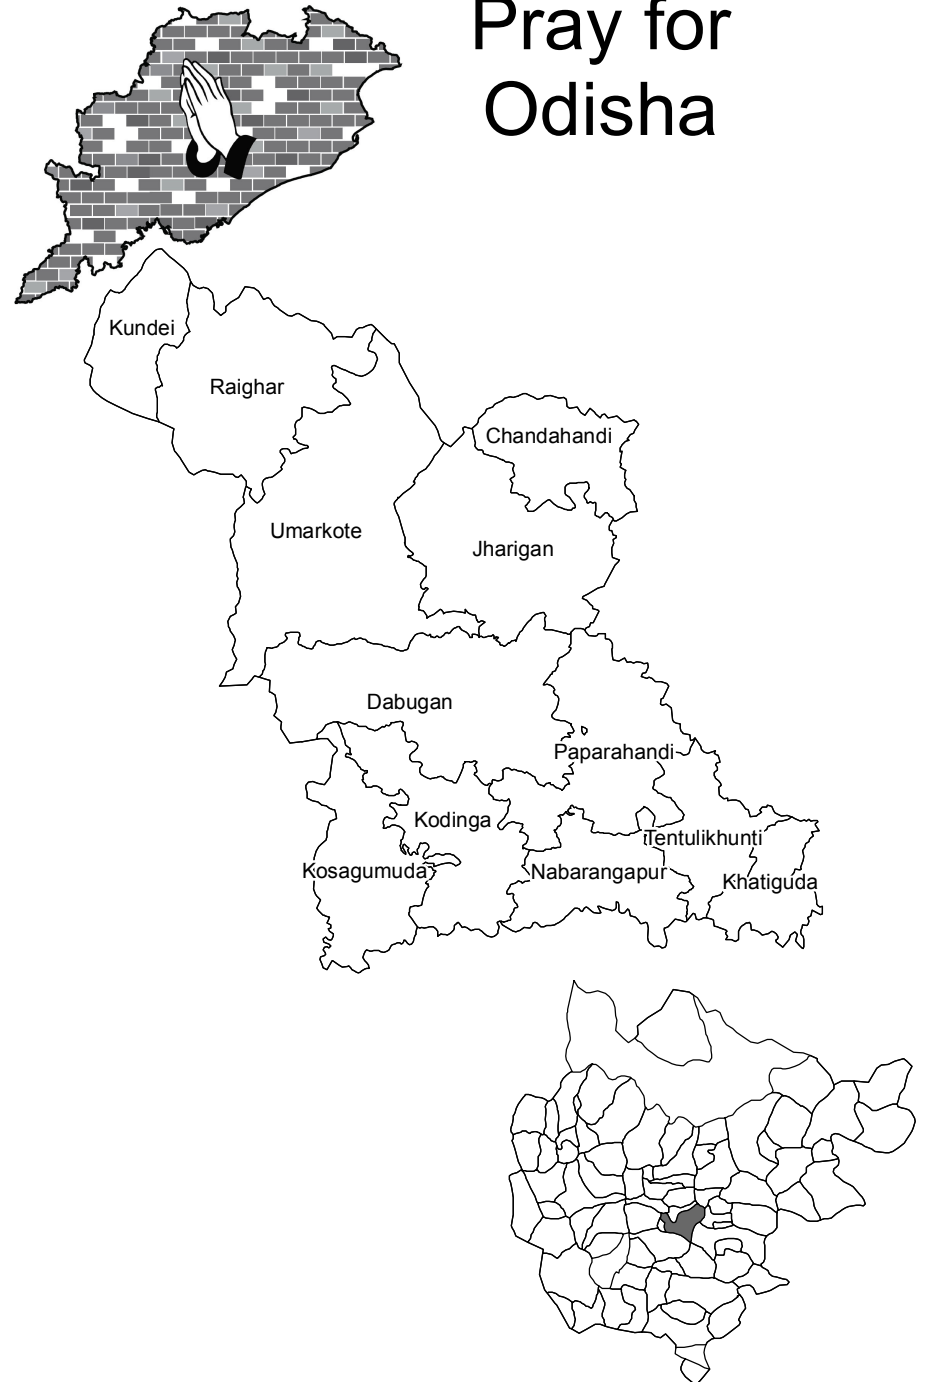 Pray for
Odisha
Kundei
Raighar
Chandahandi
Umarkote
Jharigan
Dabugan
Paparahandi
Kodinga
Tentulikhunti
Kosagumuda
Nabarangapur
Khatiguda